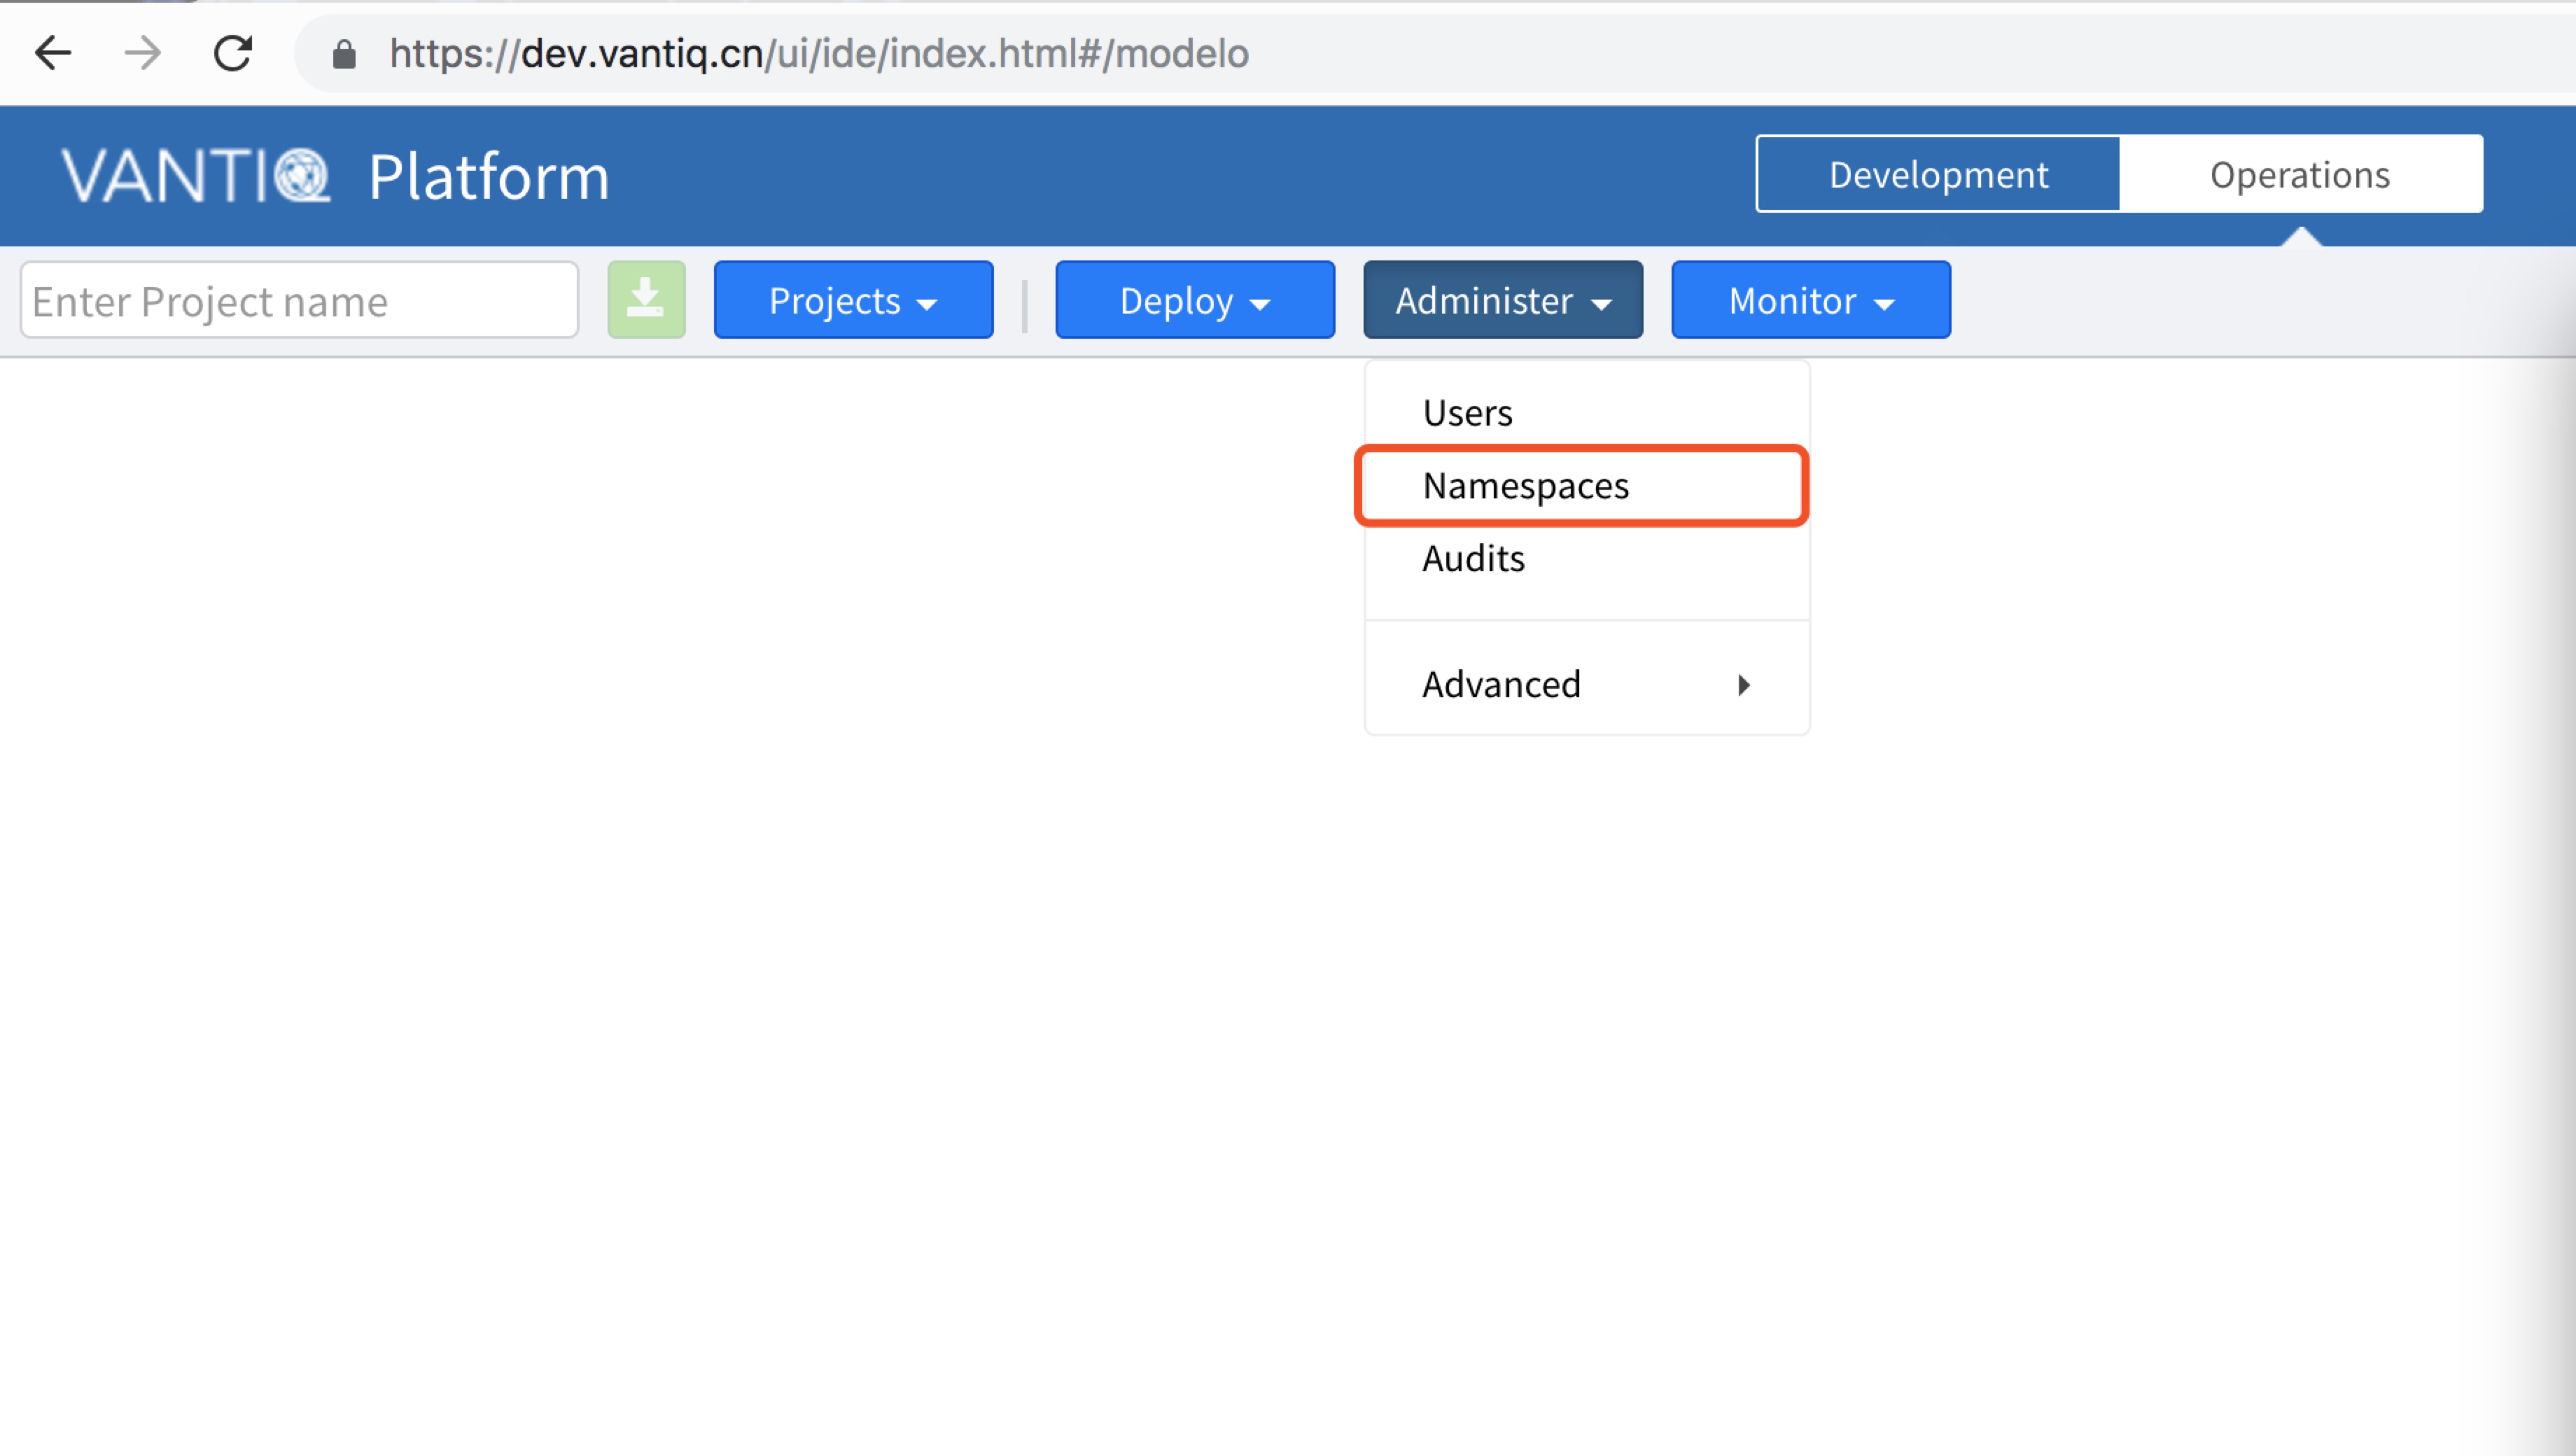 https://dev.vantiq.cn/ui/ide/index.html#/modelo
VANTIQ Platform
Development
Operations
Enter Project name
Projects
Deploy
Administer
Monitor
Users
Namespaces
Audits
Advanced